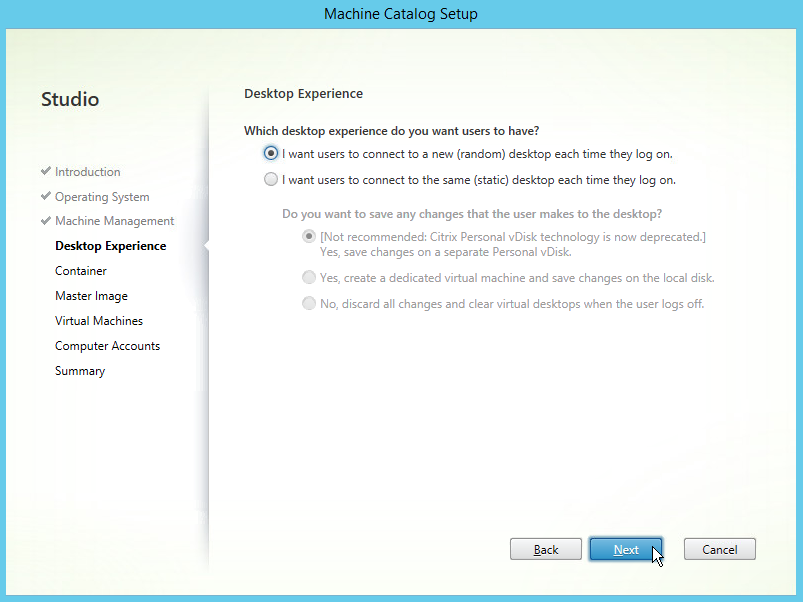 Machine Catalog Setup
Studio
Introduction
Operating System
Machine Management
Desktop Experience
Container
Master Image
Virtual Machines
Computer Accounts
Summary
Desktop Experience
Which desktop experience do you want users to have?
I want users to connect to a new (random) desktop each time they log on.
I want users to connect to the same (static) desktop each time they log on.
Do you want to save any changes that the user makes to the desktop?
[Not recommended: Citrix Personal vDisk technology is now deprecated.]
Yes, save changes on a separate Personal vDisk.
Yes, create a dedicated virtual machine and save changes on the local disk.
No, discard all changes and clear virtual desktops when the user logs off.
Back
Next
Cancel